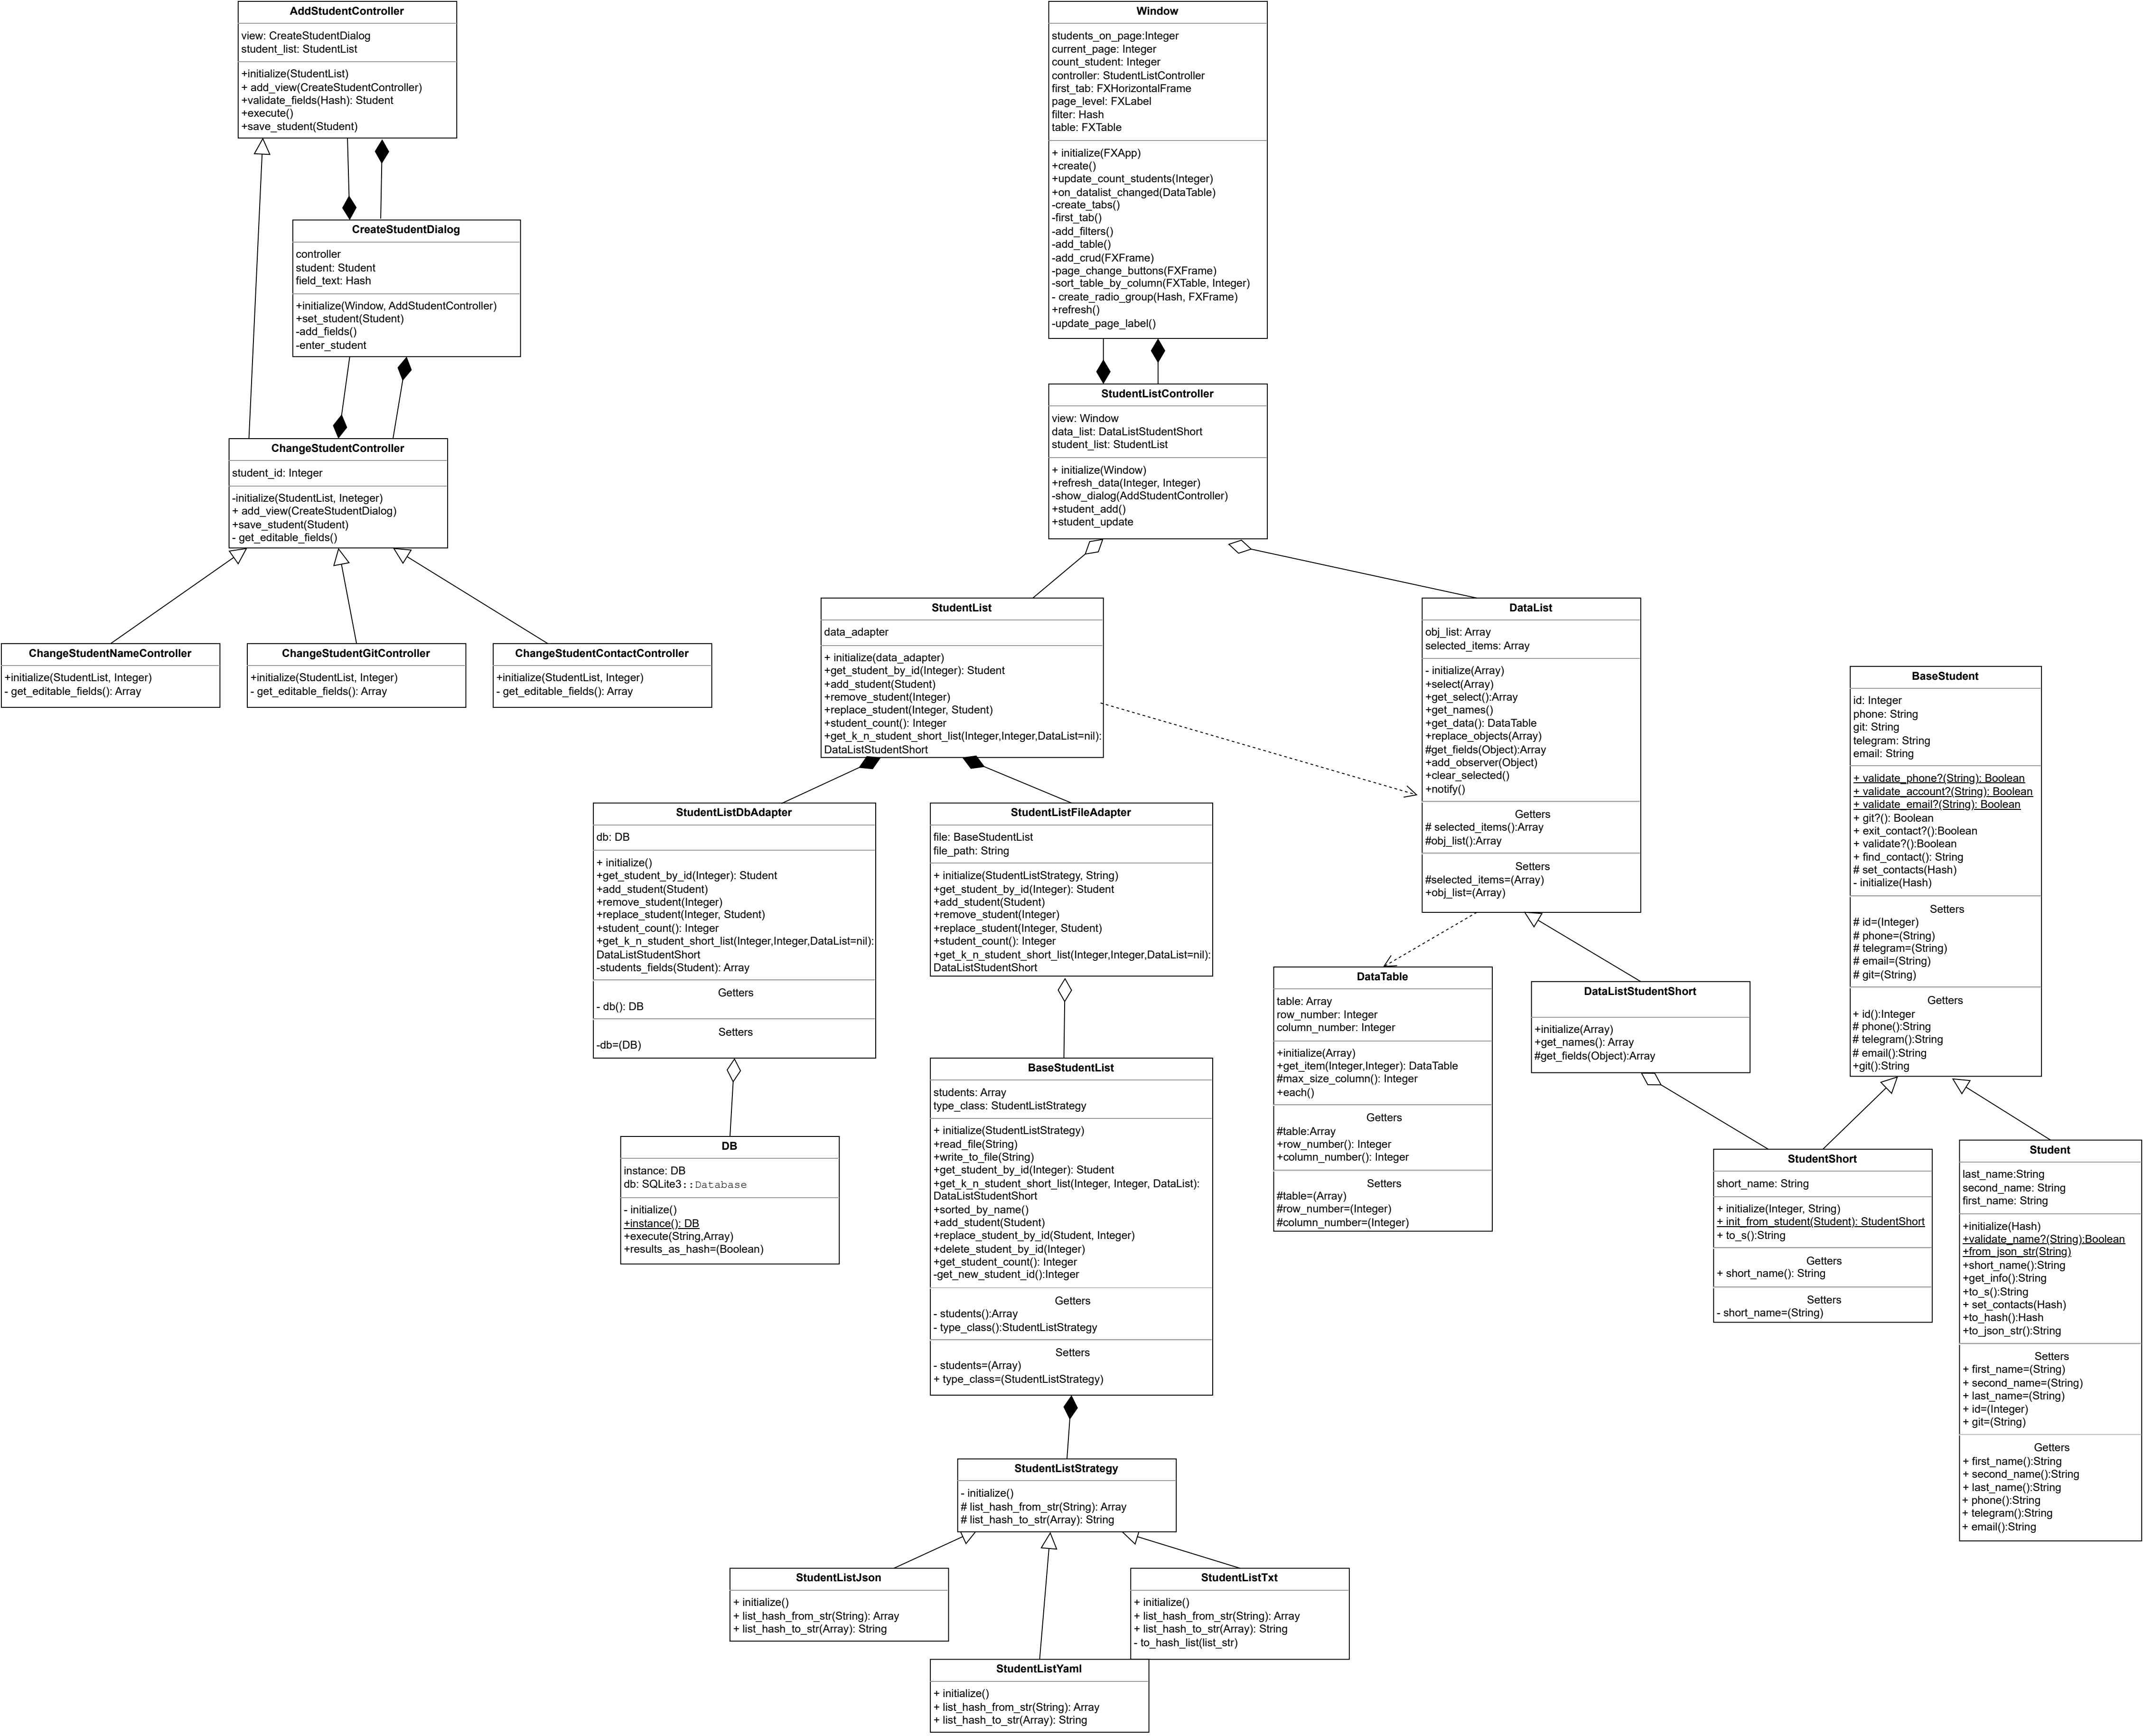 AddStudentController
view: CreateStudentDialog
student_list: StudentList
+initialize(StudentList)
+ add_view(CreateStudentController)
+validate_fields(Hash): Student
+execute()
+save_student(Student)
CreateStudentDialog
controller
student: Student
field_text: Hash
+initialize(Window, AddStudentController)
+set_student(Student)
-add_fields()
-enter_student
ChangeStudentController
student_id: Integer
-initialize(StudentList, Ineteger)
+ add_view(CreateStudentDialog)
+save_student(Student)
- get_editable_fields()
ChangeStudentNameController
+initialize(StudentList, Integer)
- get_editable_fields(): Array
ChangeStudentGitController
+initialize(StudentList, Integer)
- get_editable_fields(): Array
ChangeStudentContactController
+initialize(StudentList, Integer)
- get_editable_fields(): Array
Window
students_on_page:Integer
current_page: Integer
count_student: Integer
controller: StudentListController
first_tab: FXHorizontalFrame
page_level: FXLabel
filter: Hash
table: FXTable
+ initialize(FXApp)
+create()
+update_count_students(Integer)
+on_datalist_changed(DataTable)
-create_tabs()
-first_tab()
-add_filters()
-add_table()
-add_crud(FXFrame)
-page_change_buttons(FXFrame)
-sort_table_by_column(FXTable, Integer)
- create_radio_group(Hash, FXFrame)
+refresh()
-update_page_label()
StudentListController
view: Window
data_list: DataListStudentShort
student_list: StudentList
+ initialize(Window)
+refresh_data(Integer, Integer)
-show_dialog(AddStudentController)
+student_add()
+student_update
StudentList
data_adapter
+ initialize(data_adapter)
+get_student_by_id(Integer): Student
+add_student(Student)
+remove_student(Integer)
+replace_student(Integer, Student)
+student_count(): Integer
+get_k_n_student_short_list(Integer,Integer,DataList=nil):
DataListStudentShort
DataList
obj_list: Array
selected_items: Array
- initialize(Array)
+select(Array)
+get_select():Array
+get_names()
+get_data(): DataTable
+replace_objects(Array)
#get_fields(Object):Array
+add_observer(Object)
+clear_selected()
+notify()
Getters
# selected_items():Array
#obj_list():Array
Setters
#selected_items=(Array)
+obj_list=(Array)
StudentListDbAdapter
db: DB
+ initialize()
+get_student_by_id(Integer): Student
+add_student(Student)
+remove_student(Integer)
+replace_student(Integer, Student)
+student_count(): Integer
+get_k_n_student_short_list(Integer,Integer,DataList=nil):
DataListStudentShort
-students_fields(Student): Array
Getters
- db(): DB
Setters
-db=(DB)
StudentListFileAdapter
file: BaseStudentList
file_path: String
+ initialize(StudentListStrategy, String)
+get_student_by_id(Integer): Student
+add_student(Student)
+remove_student(Integer)
+replace_student(Integer, Student)
+student_count(): Integer
+get_k_n_student_short_list(Integer,Integer,DataList=nil):
DataListStudentShort
DB
instance: DB
db: SQLite3::Database
- initialize()
+instance(): DB
+execute(String,Array)
+results_as_hash=(Boolean)
BaseStudentList
students: Array
type_class: StudentListStrategy
+ initialize(StudentListStrategy)
+read_file(String)
+write_to_file(String)
+get_student_by_id(Integer): Student
+get_k_n_student_short_list(Integer, Integer, DataList):
DataListStudentShort
+sorted_by_name()
+add_student(Student)
+replace_student_by_id(Student, Integer)
+delete_student_by_id(Integer)
+get_student_count(): Integer
-get_new_student_id():Integer
Getters
- students():Array
- type_class():StudentListStrategy
Setters
- students=(Array)
+ type_class=(StudentListStrategy)
StudentListStrategy
- initialize()
# list_hash_from_str(String): Array
# list_hash_to_str(Array): String
StudentListJson
+ initialize()
+ list_hash_from_str(String): Array
+ list_hash_to_str(Array): String
StudentListTxt
+ initialize()
+ list_hash_from_str(String): Array
+ list_hash_to_str(Array): String
- to_hash_list(list_str)
StudentListYaml
+ initialize()
+ list_hash_from_str(String): Array
+ list_hash_to_str(Array): String
DataTable
table: Array
row_number: Integer
column_number: Integer
+initialize(Array)
+get_item(Integer,Integer): DataTable
#max_size_column(): Integer
+each()
Getters
#table:Array
+row_number(): Integer
+column_number(): Integer
Setters
#table=(Array)
#row_number=(Integer)
#column_number=(Integer)
DataListStudentShort
+initialize(Array)
+get_names(): Array
#get_fields(Object):Array
BaseStudent
id: Integer
phone: String
git: String
telegram: String
email: String
+ validate_phone?(String): Boolean
+ validate_account?(String): Boolean
+ validate_email?(String): Boolean
+ git?(): Boolean
+ exit_contact?():Boolean
+ validate?():Boolean
+ find_contact(): String
# set_contacts(Hash)
- initialize(Hash)
Setters
# id=(Integer)
# phone=(String)
# telegram=(String)
# email=(String)
# git=(String)
Getters
+ id():Integer
# phone():String
# telegram():String
# email():String
+git():String
StudentShort
short_name: String
+ initialize(Integer, String)
+ init_from_student(Student): StudentShort
+ to_s():String
Getters
+ short_name(): String
Setters
- short_name=(String)
Student
last_name:String
second_name: String
first_name: String
+initialize(Hash)
+validate_name?(String):Boolean
+from_json_str(String)
+short_name():String
+get_info():String
+to_s():String
+ set_contacts(Hash)
+to_hash():Hash
+to_json_str():String
Setters
+ first_name=(String)
+ second_name=(String)
+ last_name=(String)
+ id=(Integer)
+ git=(String)
Getters
+ first_name():String
+ second_name():String
+ last_name():String
+ phone():String
+ telegram():String
+ email():String